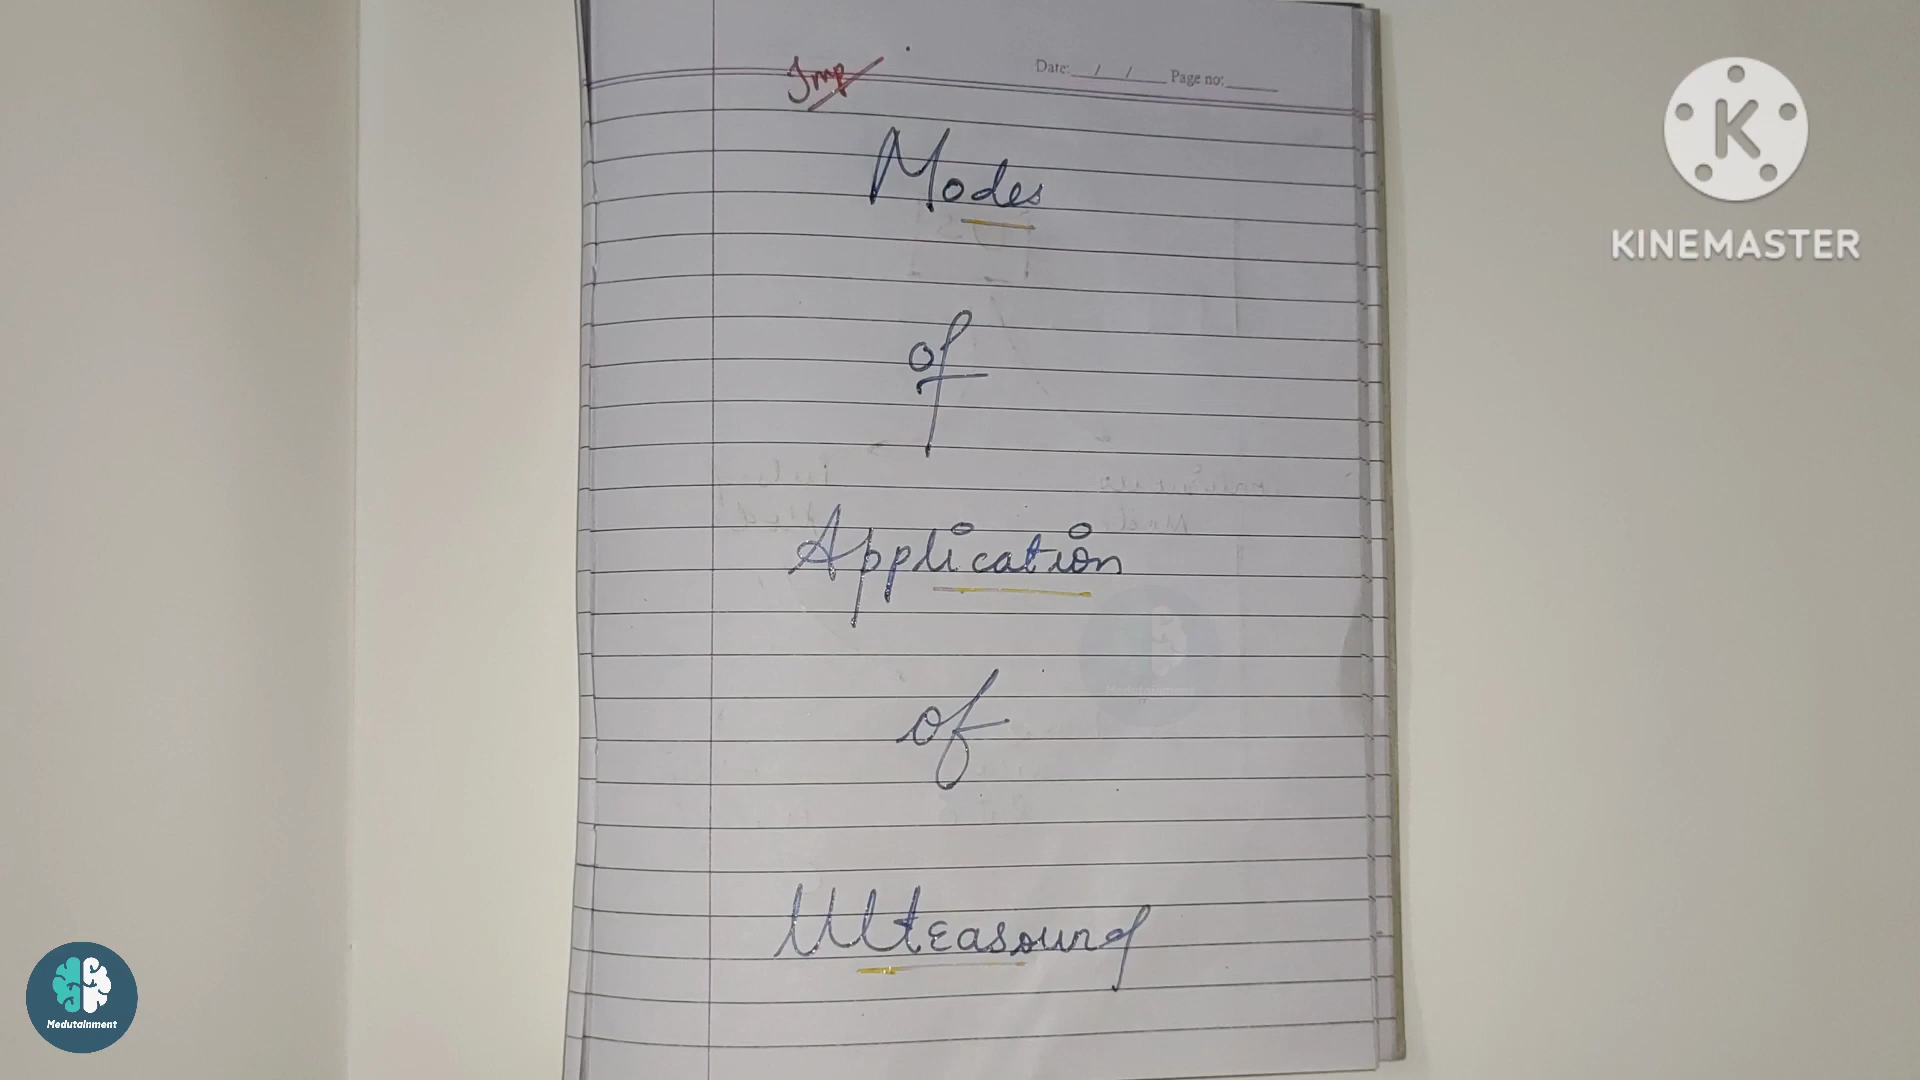 Imp
Date: / / Page no:
Modes
of
Application
of
Ultrasound
KINEMASTER
Medutainment